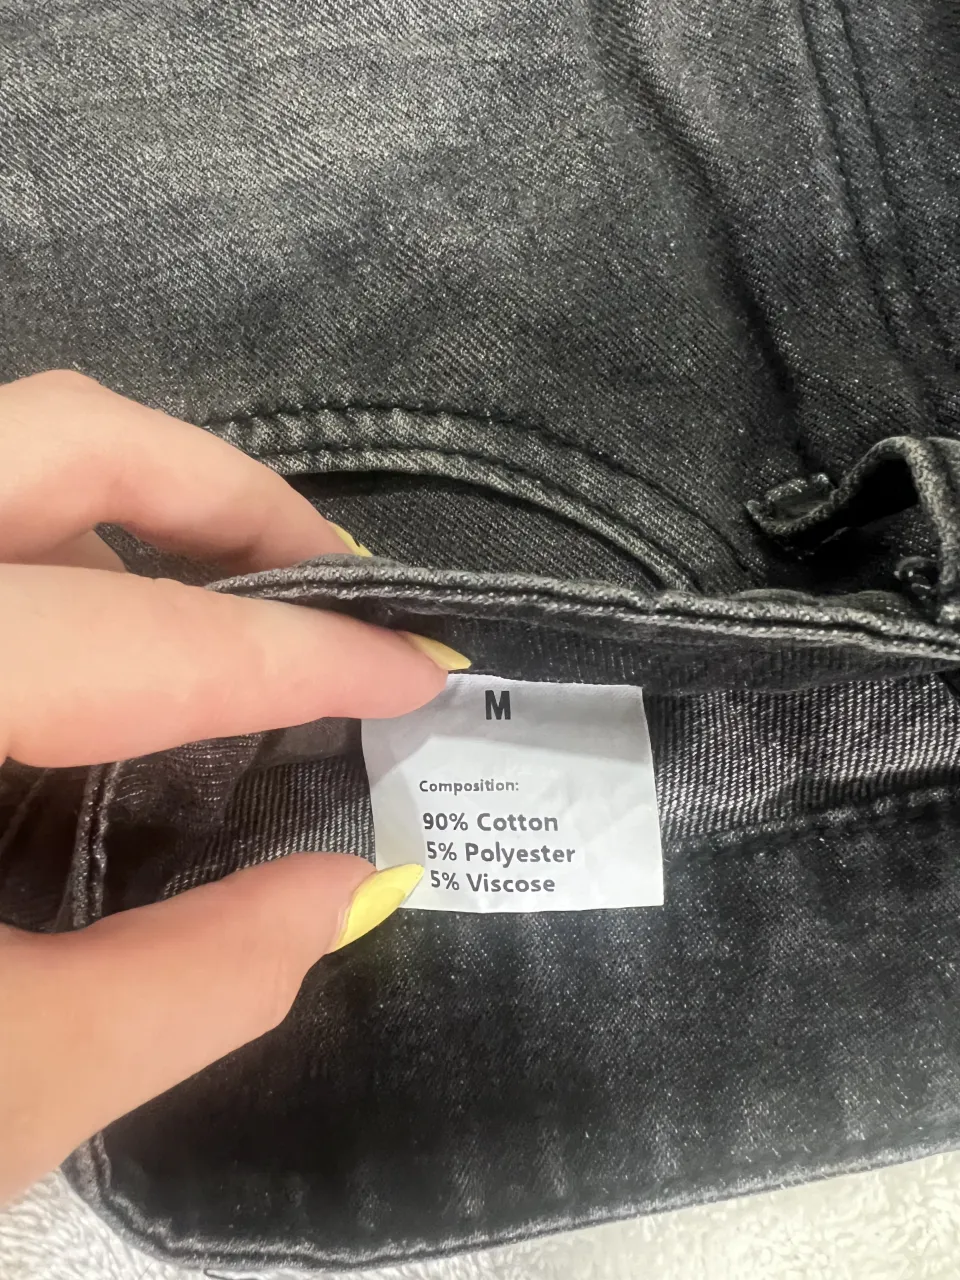 M
Composition:
90% Cotton
5% Polyester
5% Viscose